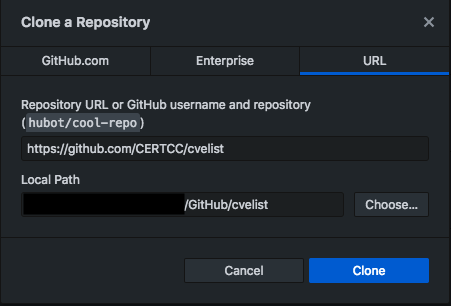 Clone a Repository
GitHub.com
Enterprise
URL
Repository URL or GitHub username and repository
(hubot/cool-repo)
https://github.com/CERTCC/cvelist
Local Path
/GitHub/cvelist
Choose...
Cancel
Clone